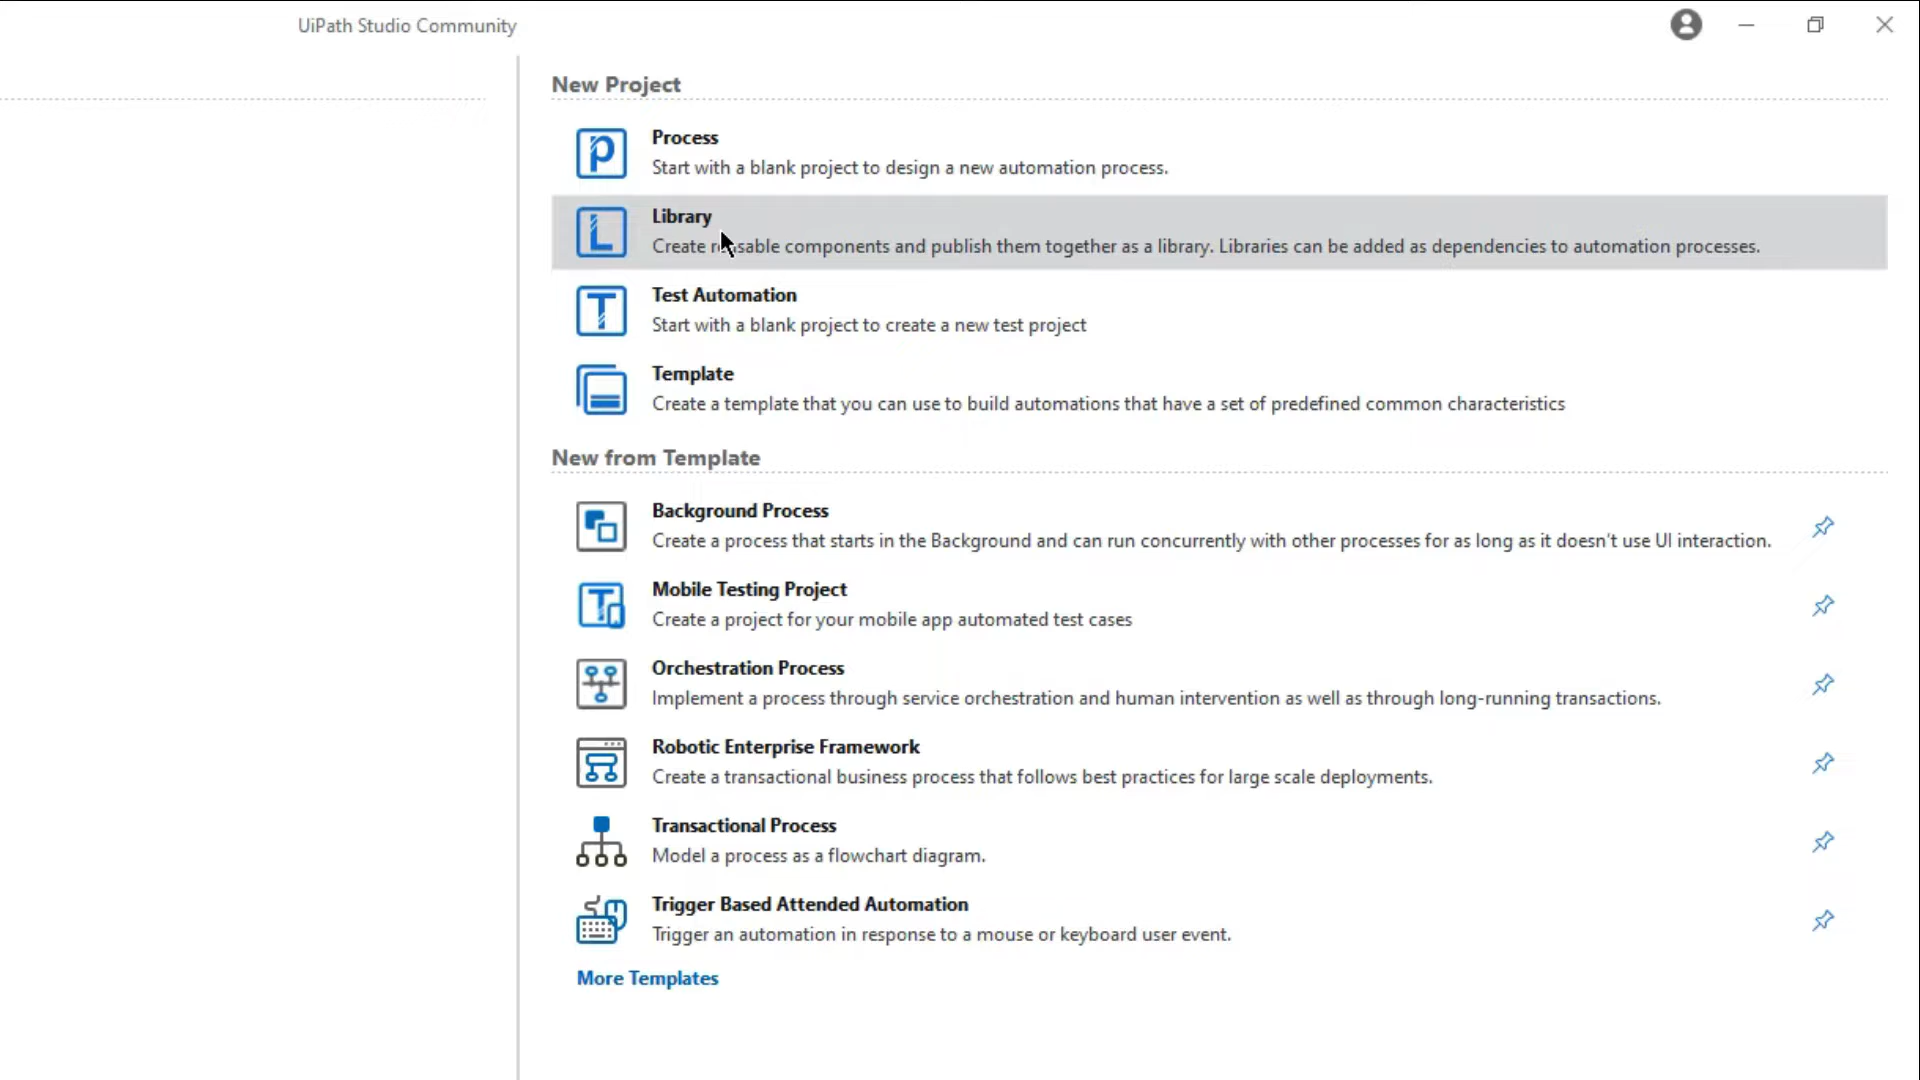 UiPath Studio Community
New Project
Process
Start with a blank project to design a new automation process.
Library
Create reusable components and publish them together as a library. Libraries can be added as dependencies to automation processes.
Test Automation
Start with a blank project to create a new test project
Template
Create a template that you can use to build automations that have a set of predefined common characteristics
New from Template
Background Process
Create a process that starts in the Background and can run concurrently with other processes for as long as it doesn't use UI interaction.
Mobile Testing Project
Create a project for your mobile app automated test cases
Orchestration Process
Implement a process through service orchestration and human intervention as well as through long-running transactions.
Robotic Enterprise Framework
Create a transactional business process that follows best practices for large scale deployments.
Transactional Process
Model a process as a flowchart diagram.
Trigger Based Attended Automation
Trigger an automation in response to a mouse or keyboard user event.
More Templates